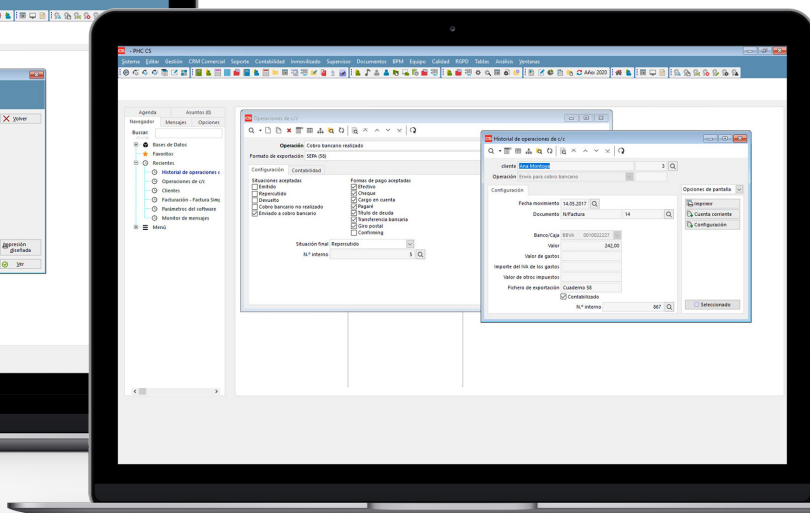 - PHC CS
Sistema Editar Gestión CRM Comercial Soporte Contabilidad Inmovilizado Supervisor Documentos BPM Equipo Calidad RGPD Tablas Análisis Ventanas
Año 2020
Volver
Impresión diseñada
Ver
Agenda Asuntos (0)
Navegador Mensajes Opciones
Buscar:
Bases de Datos
Favoritos
Recientes
Historial de operaciones c
Operaciones de c/c
Clientes
Facturación - Factura Simp
Parámetros del software
Monitor de mensajes
Menú
Operaciones de c/c
Operación Cobro bancario realizado
Formato de exportación SEPA (58)
Configuración Contabilidad
Situaciones aceptadas
Emitido
Repercutido
Devuelto
Cobro bancario no realizado
Enviado a cobro bancario
Formas de pago aceptadas
Efectivo
Cheque
Cargo en cuenta
Pagaré
Título de deuda
Transferencia bancaria
Giro postal
Confirming
Situación final Repercutido
N.º interno 5
Historial de operaciones de c/c
cliente Ana Montoya 3
Operación Envío para cobro bancario
Configuración
Fecha movimiento 14.05.2017
Documento N/Factura 14
Banco/Caja BBVA 0010022227
Valor 242,00
Valor de gastos
Importe del IVA de los gastos
Valor de otros impuestos
Fichero de exportación Cuaderno 58
Contabilizado
N.º interno 867
Opciones de pantalla
Imprimir
Cuenta corriente
Configuración
Seleccionado